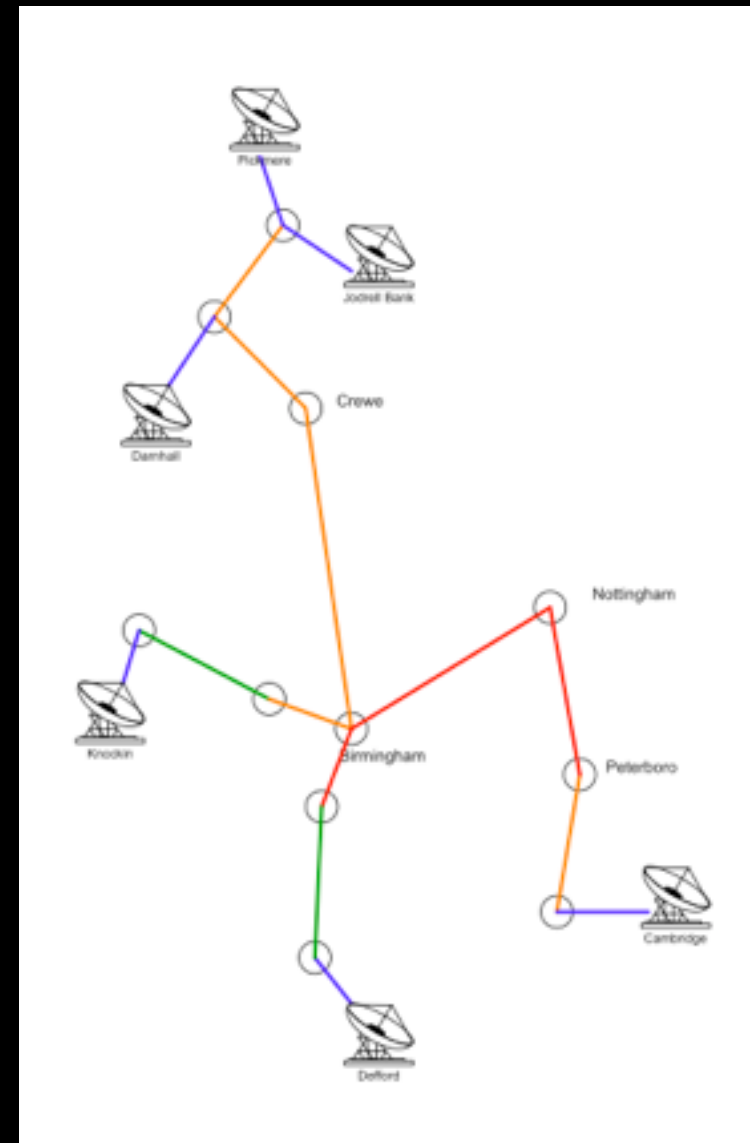 Pickmere
Jodrell Bank
Crewe
Darnhall
Nottingham
Knockin
Birmingham
Peterboro
Cambridge
Defford